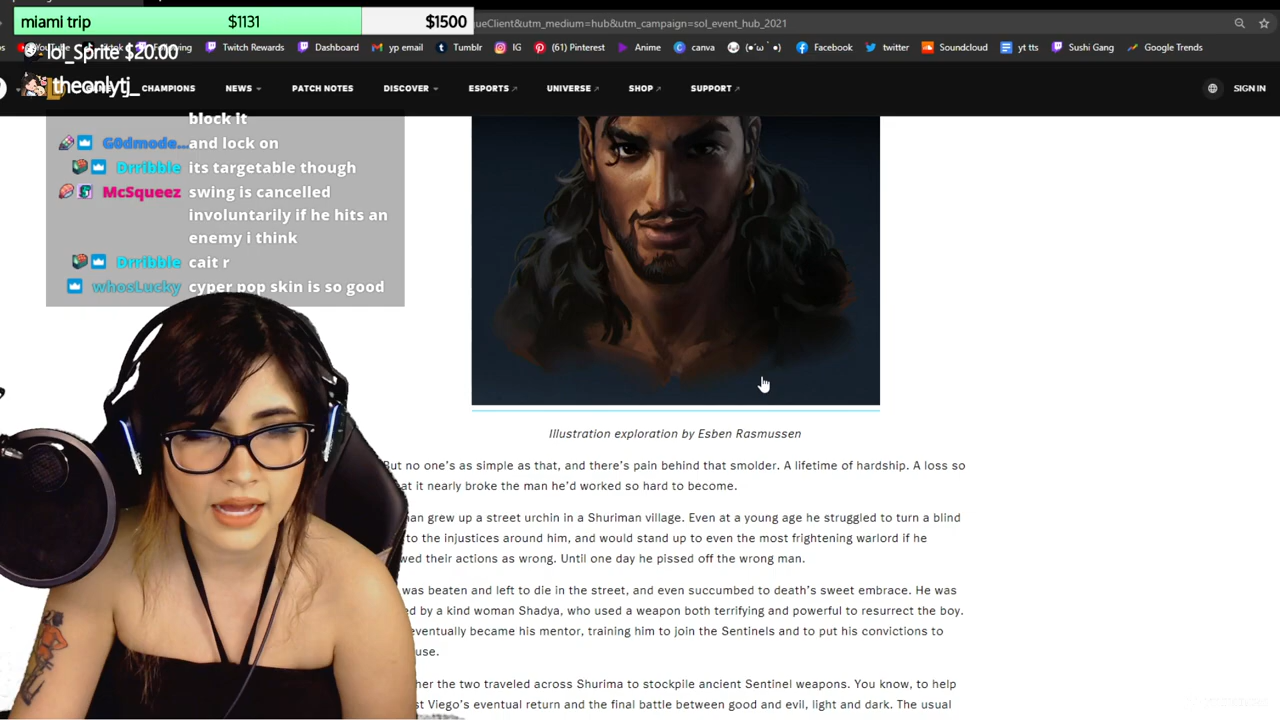 miami trip $1131 $1500
lol_Sprite $20.00
theonlytj_
ueClient&utm_medium=hub&utm_campaign=sol_event_hub_2021
Twitch Rewards Dashboard yp email Tumblr IG (61) Pinterest Anime canva Facebook twitter Soundcloud yt tts Sushi Gang Google Trends
CHAMPIONS NEWS PATCH NOTES DISCOVER ESPORTS UNIVERSE SHOP SUPPORT SIGN IN
block it
G0dmode... and lock on
Drribble its targetable though
McSqueez swing is cancelled
involuntarily if he hits an
enemy i think
Drribble cait r
whosLucky cyper pop skin is so good
Illustration exploration by Esben Rasmussen
But no one's as simple as that, and there's pain behind that smolder. A lifetime of hardship. A loss so
at it nearly broke the man he'd worked so hard to become.
an grew up a street urchin in a Shuriman village. Even at a young age he struggled to turn a blind
to the injustices around him, and would stand up to even the most frightening warlord if he
wed their actions as wrong. Until one day he pissed off the wrong man.
was beaten and left to die in the street, and even succumbed to death's sweet embrace. He was
ed by a kind woman Shadya, who used a weapon both terrifying and powerful to resurrect the boy.
eventually became his mentor, training him to join the Sentinels and to put his convictions to
use.
her the two traveled across Shurima to stockpile ancient Sentinel weapons. You know, to help
st Viego's eventual return and the final battle between good and evil, light and dark. The usual